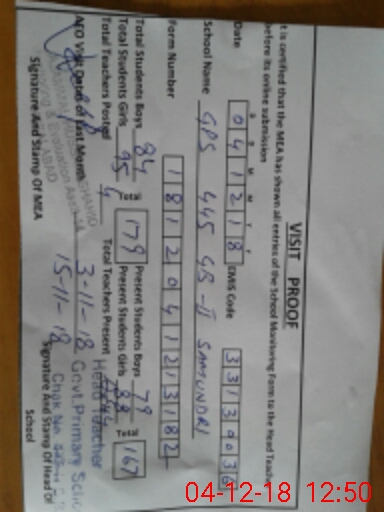 VISIT PROOF
t is certified that the MEA has shown all entries of the School Monitoring Form to the Head Teacher
before its online submission
D D M M Y Y
Date 0 4 1 2 1 8 EMIS Code 3 3 1 3 0 0 3 6
School Name GPS 445 GB - II SAMUNDRI
Form Number 1 8 1 2 0 4 1 2 1 3 1 8 2
Total Students Boys 84 Present Students Boys 79
Total Students Girls 95 Total 179 Present Students Girls 88 Total 167
Total Teachers Posted 4 Total Teachers Present
AEO Visit Dates of Last Month 3-11-18 Head Teacher
15-11-18 Govt. Primary
Signature And Stamp Of MEA Signature And Stamp Of Head Of
School
04-12-18 12:50